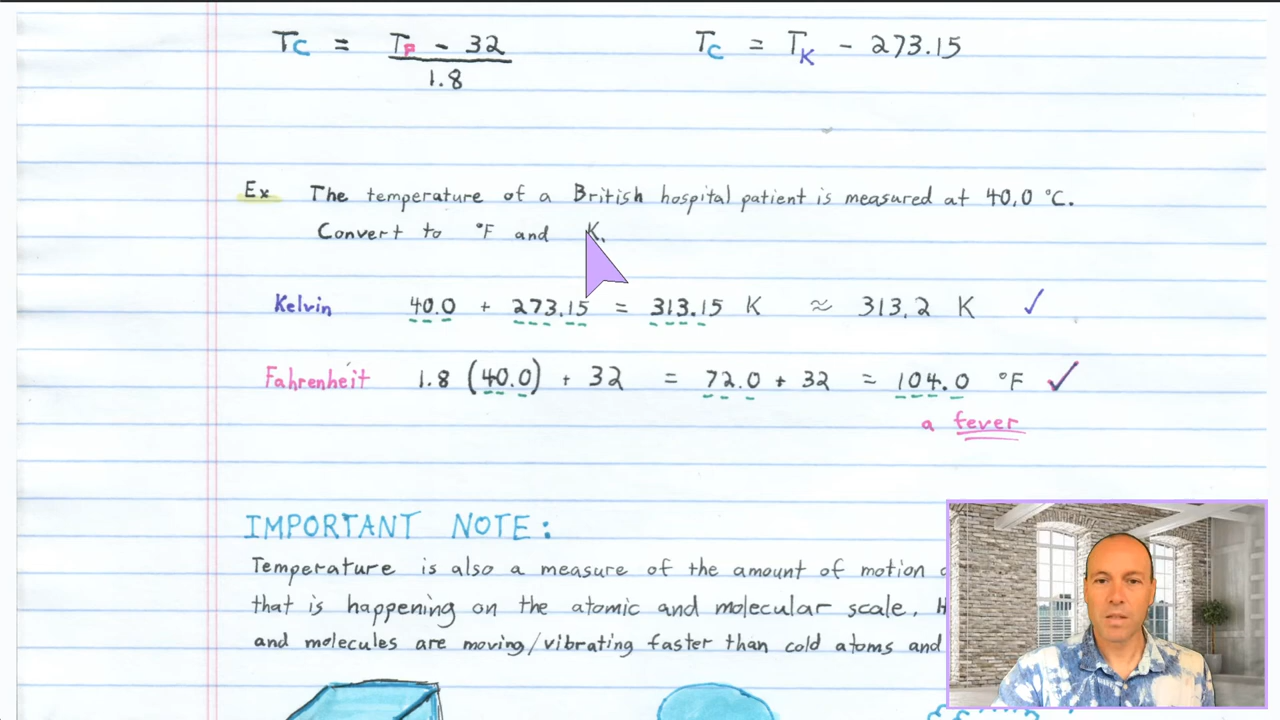 TC = TF - 32 / 1.8
TC = TK - 273.15
Ex The temperature of a British hospital patient is measured at 40.0 °C.
Convert to °F and K.
Kelvin 40.0 + 273.15 = 313.15 K ≈ 313.2 K ✓
Fahrenheit 1.8 (40.0) + 32 = 72.0 + 32 = 104.0 °F ✓
a fever
IMPORTANT NOTE:
Temperature is also a measure of the amount of motion
that is happening on the atomic and molecular scale.
and molecules are moving/vibrating faster than cold atoms and